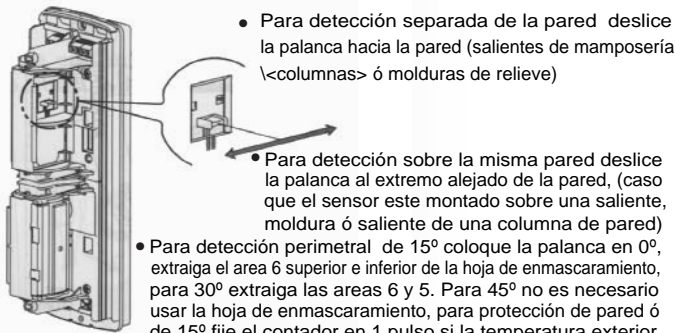 • Para detección separada de la pared deslice
la palanca hacia la pared (salientes de mamposería
\<columnas> ó molduras de relieve)
• Para detección sobre la misma pared deslice
la palanca al extremo alejado de la pared, (caso
que el sensor este montado sobre una saliente,
moldura ó saliente de una columna de pared)
• Para detección perimetral de 15º coloque la palanca en 0º,
extraiga el area 6 superior e inferior de la hoja de enmascaramiento,
para 30º extraiga las areas 6 y 5. Para 45º no es necesario
usar la hoja de enmascaramiento, para protección de pared ó
de 15º fije el contador en 1 pulso si la temperatura exterior